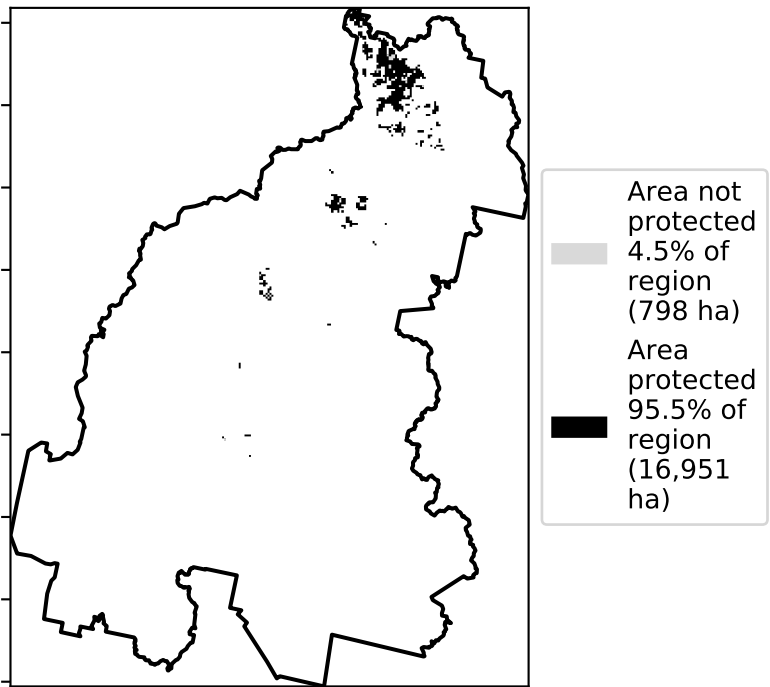 Area not
protected
4.5% of
region
(798 ha)
Area
protected
95.5% of
region
(16,951
ha)